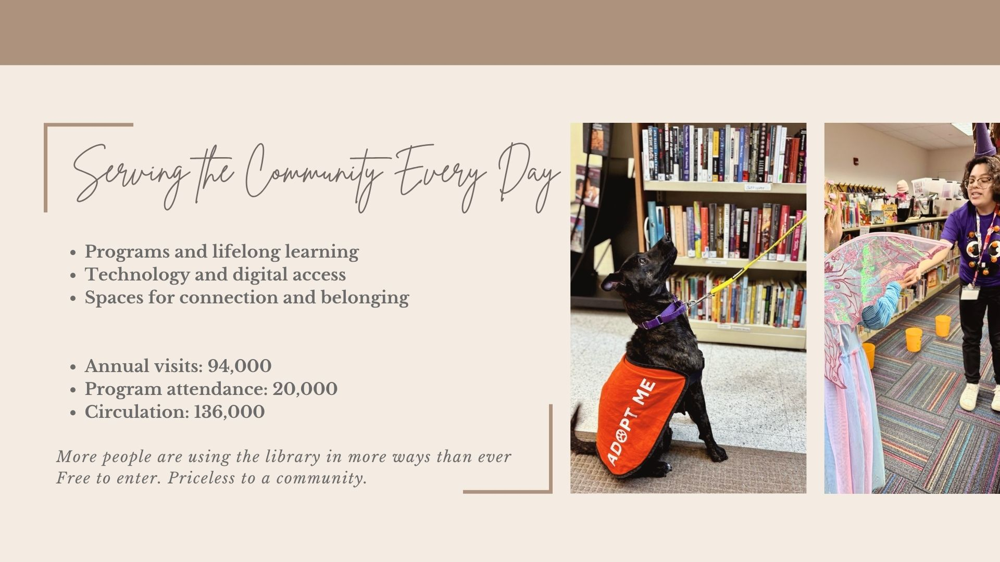 Serving the Community Every Day
Programs and lifelong learning
Technology and digital access
Spaces for connection and belonging
Annual visits: 94,000
Program attendance: 20,000
Circulation: 136,000
More people are using the library in more ways than ever
Free to enter. Priceless to a community.
ADOPT ME